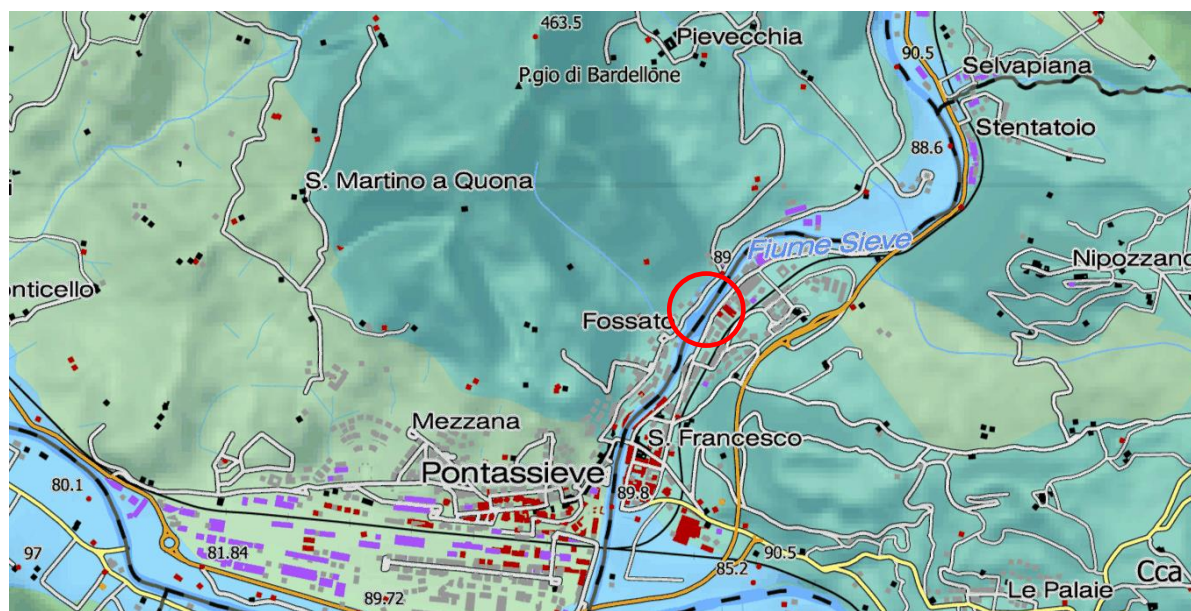 463.5
Pievecchia
90.5
Selvapiana
P.gio di Bardellone
Stentatoio
88.6
S. Martino a Quona
Fiume Sieve
89
Nipozzano
onticello
Fossato
Mezzana
S. Francesco
Pontassieve
80.1
89.8
97
81.84
90.5
85.2
Cca
89.72
Le Palaie